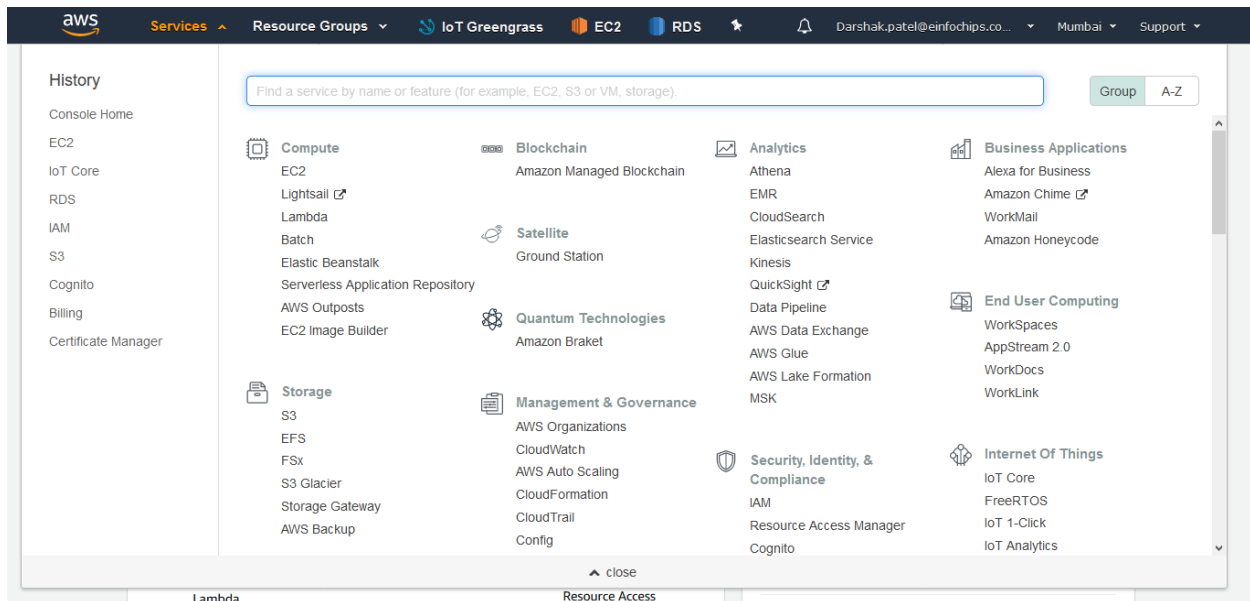 aws
Services
Resource Groups
IoT Greengrass
EC2
RDS
Darshak.patel@einfochips.co...
Mumbai
Support
History
Console Home
EC2
IoT Core
RDS
IAM
S3
Cognito
Billing
Certificate Manager
Find a service by name or feature (for example, EC2, S3 or VM, storage).
Group
A-Z
Compute
EC2
Lightsail
Lambda
Batch
Elastic Beanstalk
Serverless Application Repository
AWS Outposts
EC2 Image Builder
Storage
S3
EFS
FSx
S3 Glacier
Storage Gateway
AWS Backup
Blockchain
Amazon Managed Blockchain
Satellite
Ground Station
Quantum Technologies
Amazon Braket
Management & Governance
AWS Organizations
CloudWatch
AWS Auto Scaling
CloudFormation
CloudTrail
Config
Analytics
Athena
EMR
CloudSearch
Elasticsearch Service
Kinesis
QuickSight
Data Pipeline
AWS Data Exchange
AWS Glue
AWS Lake Formation
MSK
Security, Identity, &
Compliance
IAM
Resource Access Manager
Cognito
Business Applications
Alexa for Business
Amazon Chime
WorkMail
Amazon Honeycode
End User Computing
WorkSpaces
AppStream 2.0
WorkDocs
WorkLink
Internet Of Things
IoT Core
FreeRTOS
IoT 1-Click
IoT Analytics
close
Lambda
Resource Access